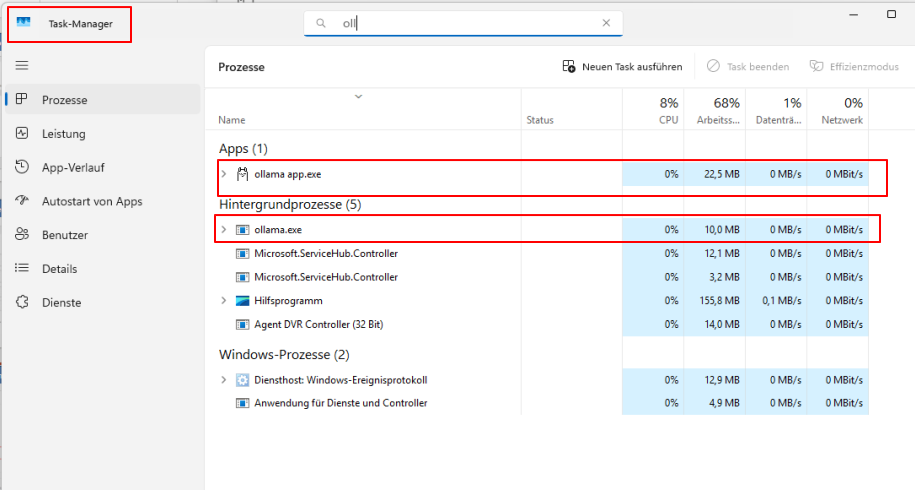 Task-Manager
oll
Prozesse
Neuen Task ausführen
Task beenden
Effizienzmodus
Prozesse
Leistung
App-Verlauf
Autostart von Apps
Benutzer
Details
Dienste
8% 68% 1% 0%
Name Status CPU Arbeitss... Datenträ... Netzwerk
Apps (1)
ollama app.exe 0% 22,5 MB 0 MB/s 0 MBit/s
Hintergrundprozesse (5)
ollama.exe 0% 10,0 MB 0 MB/s 0 MBit/s
Microsoft.ServiceHub.Controller 0% 12,1 MB 0 MB/s 0 MBit/s
Microsoft.ServiceHub.Controller 0% 3,2 MB 0 MB/s 0 MBit/s
Hilfsprogramm 0% 155,8 MB 0,1 MB/s 0 MBit/s
Agent DVR Controller (32 Bit) 0% 14,0 MB 0 MB/s 0 MBit/s
Windows-Prozesse (2)
Diensthost: Windows-Ereignisprotokoll 0% 12,9 MB 0 MB/s 0 MBit/s
Anwendung für Dienste und Controller 0% 4,9 MB 0 MB/s 0 MBit/s